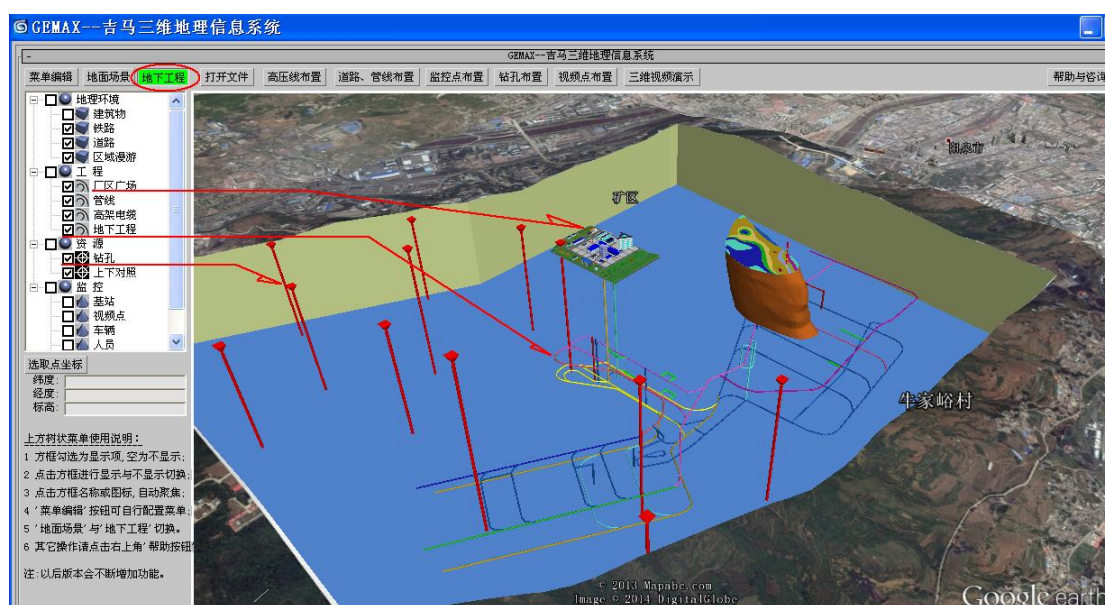 GEMAX--吉马三维地理信息系统
GEMAX--吉马三维地理信息系统
菜单编辑 地面场景 地下工程 打开文件 高压线布置 道路、管线布置 监控点布置 钻孔布置 视频点布置 三维视频演示 帮助与咨询
地理环境
建筑物
铁路
道路
区域漫游
工 程
厂区广场
管线
高架电缆
地下工程
资 源
钻孔
上下对照
监 控
基站
视频点
车辆
人员
选取点坐标
纬度:
经度:
标高:
上方树状菜单使用说明：
1 方框勾选为显示项,空为不显示;
2 点击方框进行显示与不显示切换;
3 点击方框名称或图标,自动聚焦;
4 '菜单编辑'按钮可自行配置菜单;
5 '地面场景'与'地下工程'切换。
6 其它操作请点击右上角'帮助按钮'
注:以后版本会不断增加功能。
阳泉市
矿区
牛家峪村
© 2013 Mapabc.com
Image © 2014 DigitalGlobe
Google earth